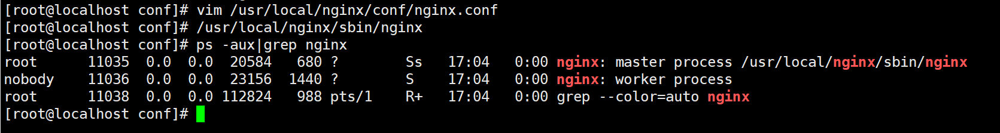 [root@localhost conf]# vim /usr/local/nginx/conf/nginx.conf
[root@localhost conf]# /usr/local/nginx/sbin/nginx
[root@localhost conf]# ps -aux|grep nginx
root      11035  0.0  0.0  20584   680 ?        Ss   17:04   0:00 nginx: master process /usr/local/nginx/sbin/nginx
nobody    11036  0.0  0.0  23156  1440 ?        S    17:04   0:00 nginx: worker process
root      11038  0.0  0.0 112824   988 pts/1    R+   17:04   0:00 grep --color=auto nginx
[root@localhost conf]#